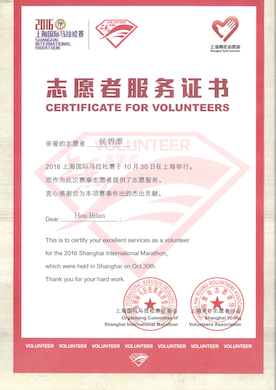 2016
上海国际马拉松赛
SHANGHAI
INTERNATIONAL
MARATHON
VOLUNTEER
上海青年志愿者
志愿者服务证书
CERTIFICATE FOR VOLUNTEERS
亲爱的志愿者 侯碧潭
2016 上海国际马拉松赛于 10 月 30 日在上海举行。
您作为此次赛事志愿者提供了志愿服务。
衷心感谢您为本项赛事作出的杰出贡献。
VOLUNTEER
Dear Hou Bitan
This is to certify your excellent services as a volunteer
for the 2016 Shanghai International Marathon,
which were held in Shanghai on Oct.30th
Thank you for your hard work.
上海国际马拉松赛组委会
Organizing Committee of
Shanghai International Marathon
上海青年志愿者协会
Shanghai Young
Volunteers Association
VOLUNTEER VOLUNTEER VOLUNTEER VOLUNTEER VOLUNTEER VOLUNTEER